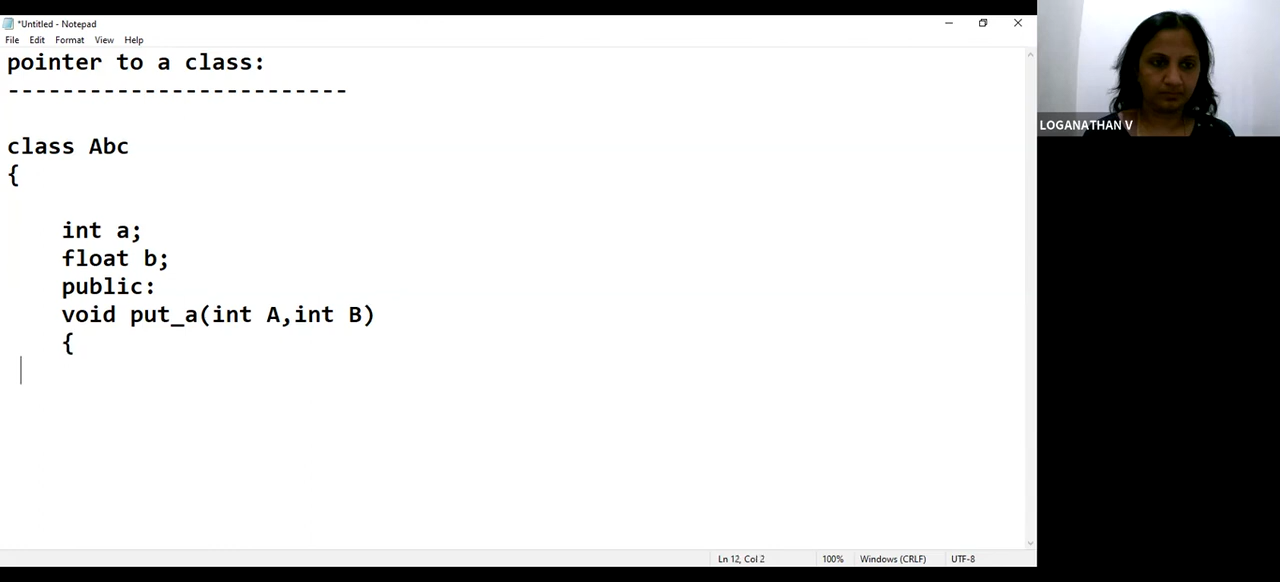 *Untitled - Notepad
File Edit Format View Help
pointer to a class:
-------------------------
class Abc
{
int a;
float b;
public:
void put_a(int A,int B)
{
Ln 12, Col 2 100% Windows (CRLF) UTF-8
LOGANATHAN V